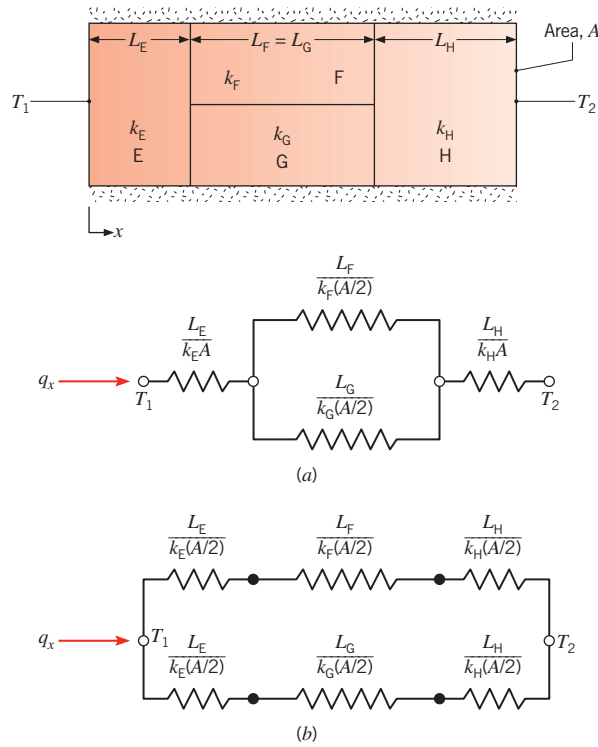 L_E L_F = L_G L_H Area, A
k_F F
T_1 T_2
k_E k_G k_H
E G H
x
L_F
k_F(A/2)
L_E L_H
k_EA k_HA
q_x T_1 T_2
L_G
k_G(A/2)
(a)
L_E L_F L_H
k_E(A/2) k_F(A/2) k_H(A/2)
q_x T_1 T_2
L_E L_G L_H
k_E(A/2) k_G(A/2) k_H(A/2)
(b)